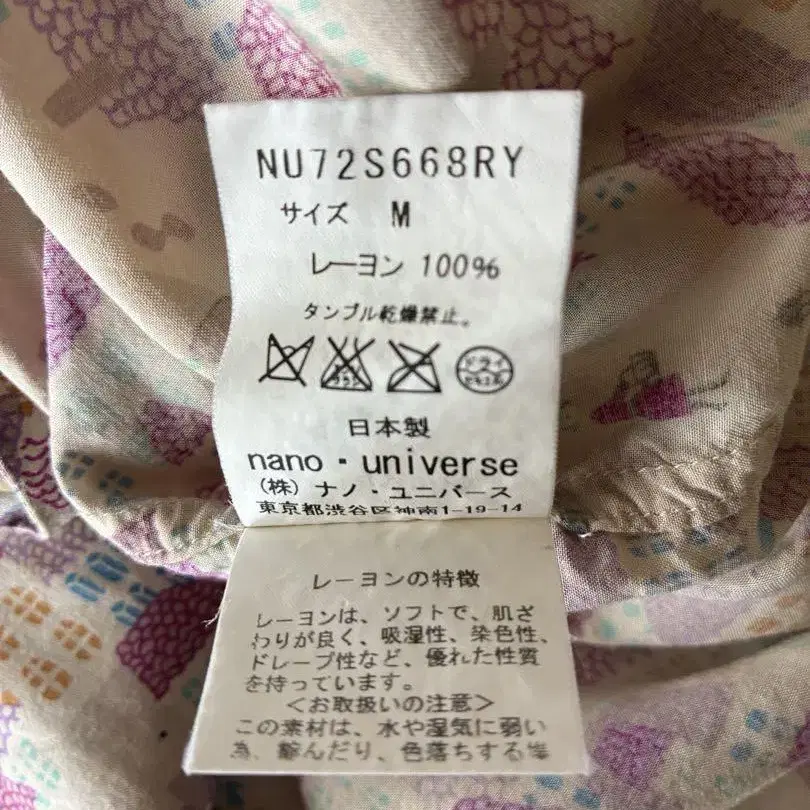 NU72S668RY
サイズ M
レーヨン 100%
タンブル乾燥禁止。
ドライ
セキユ系
日本製
nano・universe
(株) ナノ・ユニバース
東京都渋谷区神南1-19-14
レーヨンの特徴
レーヨンは、ソフトで、肌ざ
わりが良く、吸湿性、染色性、
ドレープ性など、優れた性質
を持っています。
＜お取扱いの注意＞
この素材は、水や湿気に弱い
為、縮んだり、色落ちする